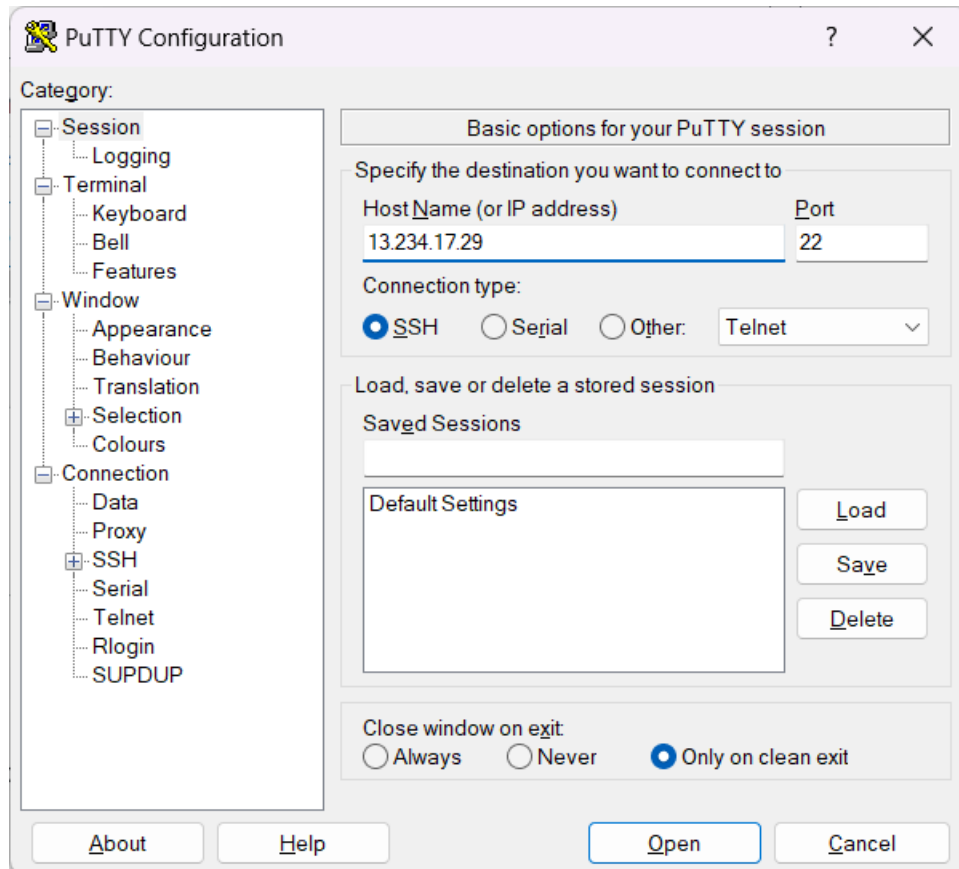 PuTTY Configuration
?
Category:
Session
Logging
Terminal
Keyboard
Bell
Features
Window
Appearance
Behaviour
Translation
Selection
Colours
Connection
Data
Proxy
SSH
Serial
Telnet
Rlogin
SUPDUP
Basic options for your PuTTY session
Specify the destination you want to connect to
Host Name (or IP address) Port
13.234.17.29 22
Connection type:
SSH Serial Other: Telnet
Load, save or delete a stored session
Saved Sessions
Default Settings
Load
Save
Delete
Close window on exit:
Always Never Only on clean exit
About Help Open Cancel